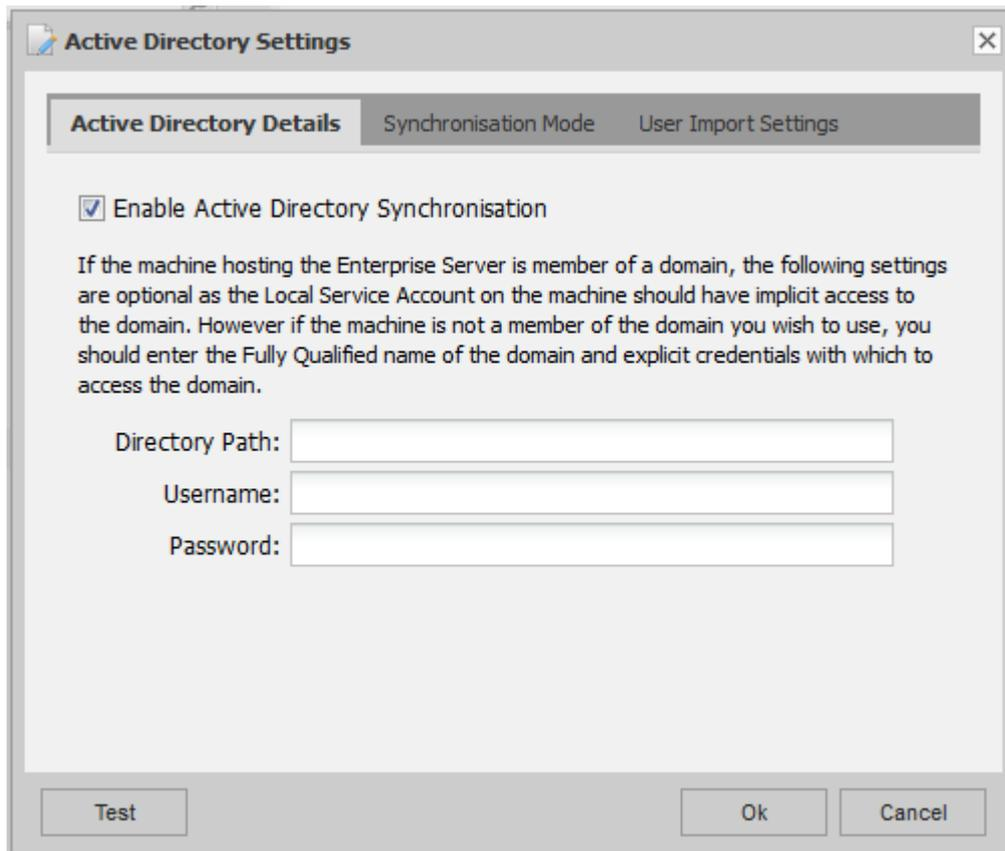 Active Directory Settings
Active Directory Details
Synchronisation Mode
User Import Settings
Enable Active Directory Synchronisation
If the machine hosting the Enterprise Server is member of a domain, the following settings
are optional as the Local Service Account on the machine should have implicit access to
the domain. However if the machine is not a member of the domain you wish to use, you
should enter the Fully Qualified name of the domain and explicit credentials with which to
access the domain.
Directory Path:
Username:
Password:
Test
Ok
Cancel